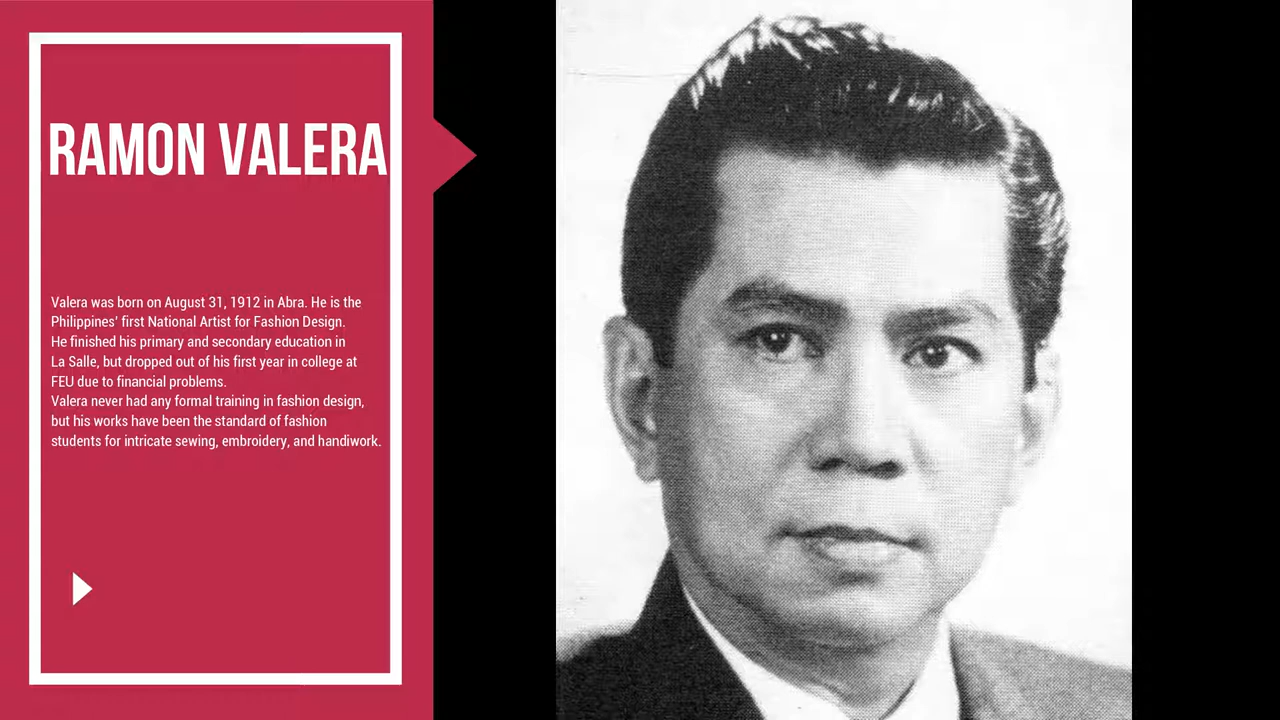 RAMON VALERA
Valera was born on August 31, 1912 in Abra. He is the
Philippines' first National Artist for Fashion Design.
He finished his primary and secondary education in
La Salle, but dropped out of his first year in college at
FEU due to financial problems.
Valera never had any formal training in fashion design,
but his works have been the standard of fashion
students for intricate sewing, embroidery, and handiwork.